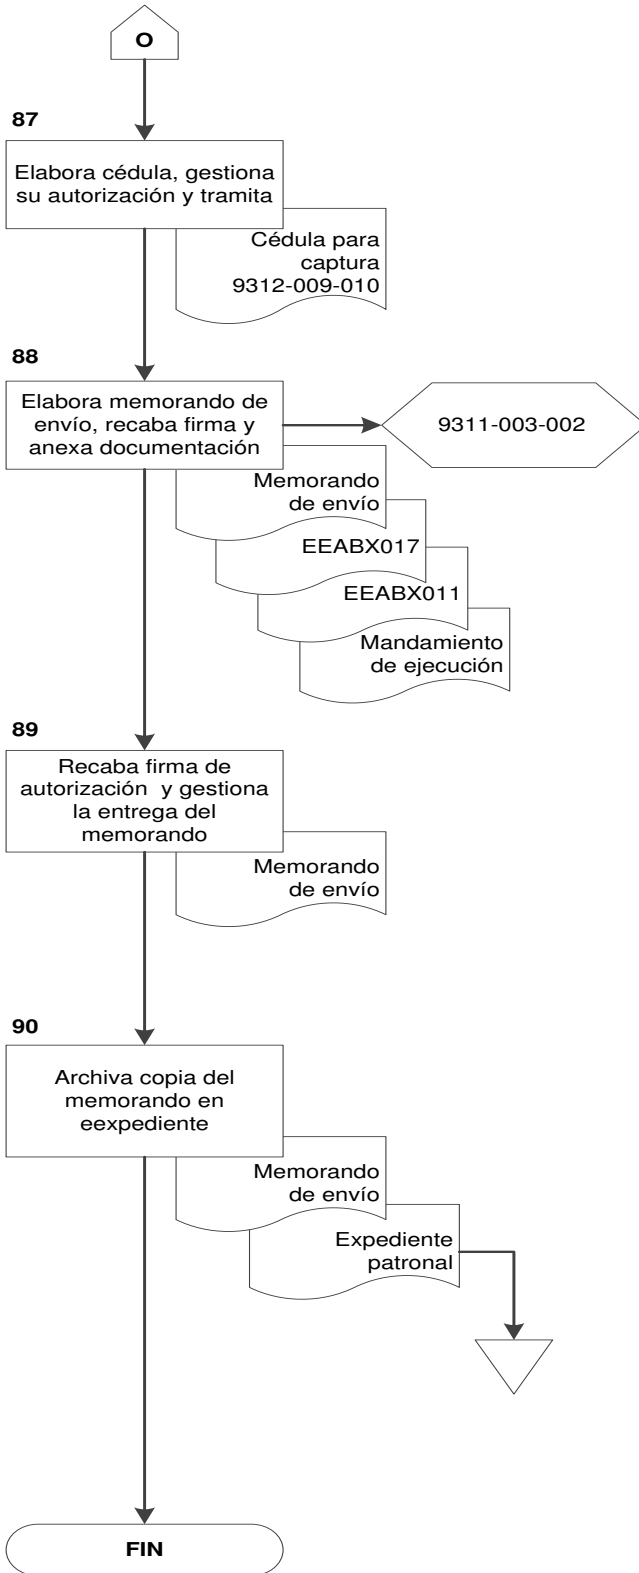 O
87
Elabora cédula, gestiona
su autorización y tramita
Cédula para
captura
9312-009-010
88
Elabora memorando de
envío, recaba firma y
anexa documentación
9311-003-002
Memorando
de envío
EEABX017
EEABX011
Mandamiento
de ejecución
89
Recaba firma de
autorización y gestiona
la entrega del
memorando
Memorando
de envío
90
Archiva copia del
memorando en
eexpediente
Memorando
de envío
Expediente
patronal
FIN